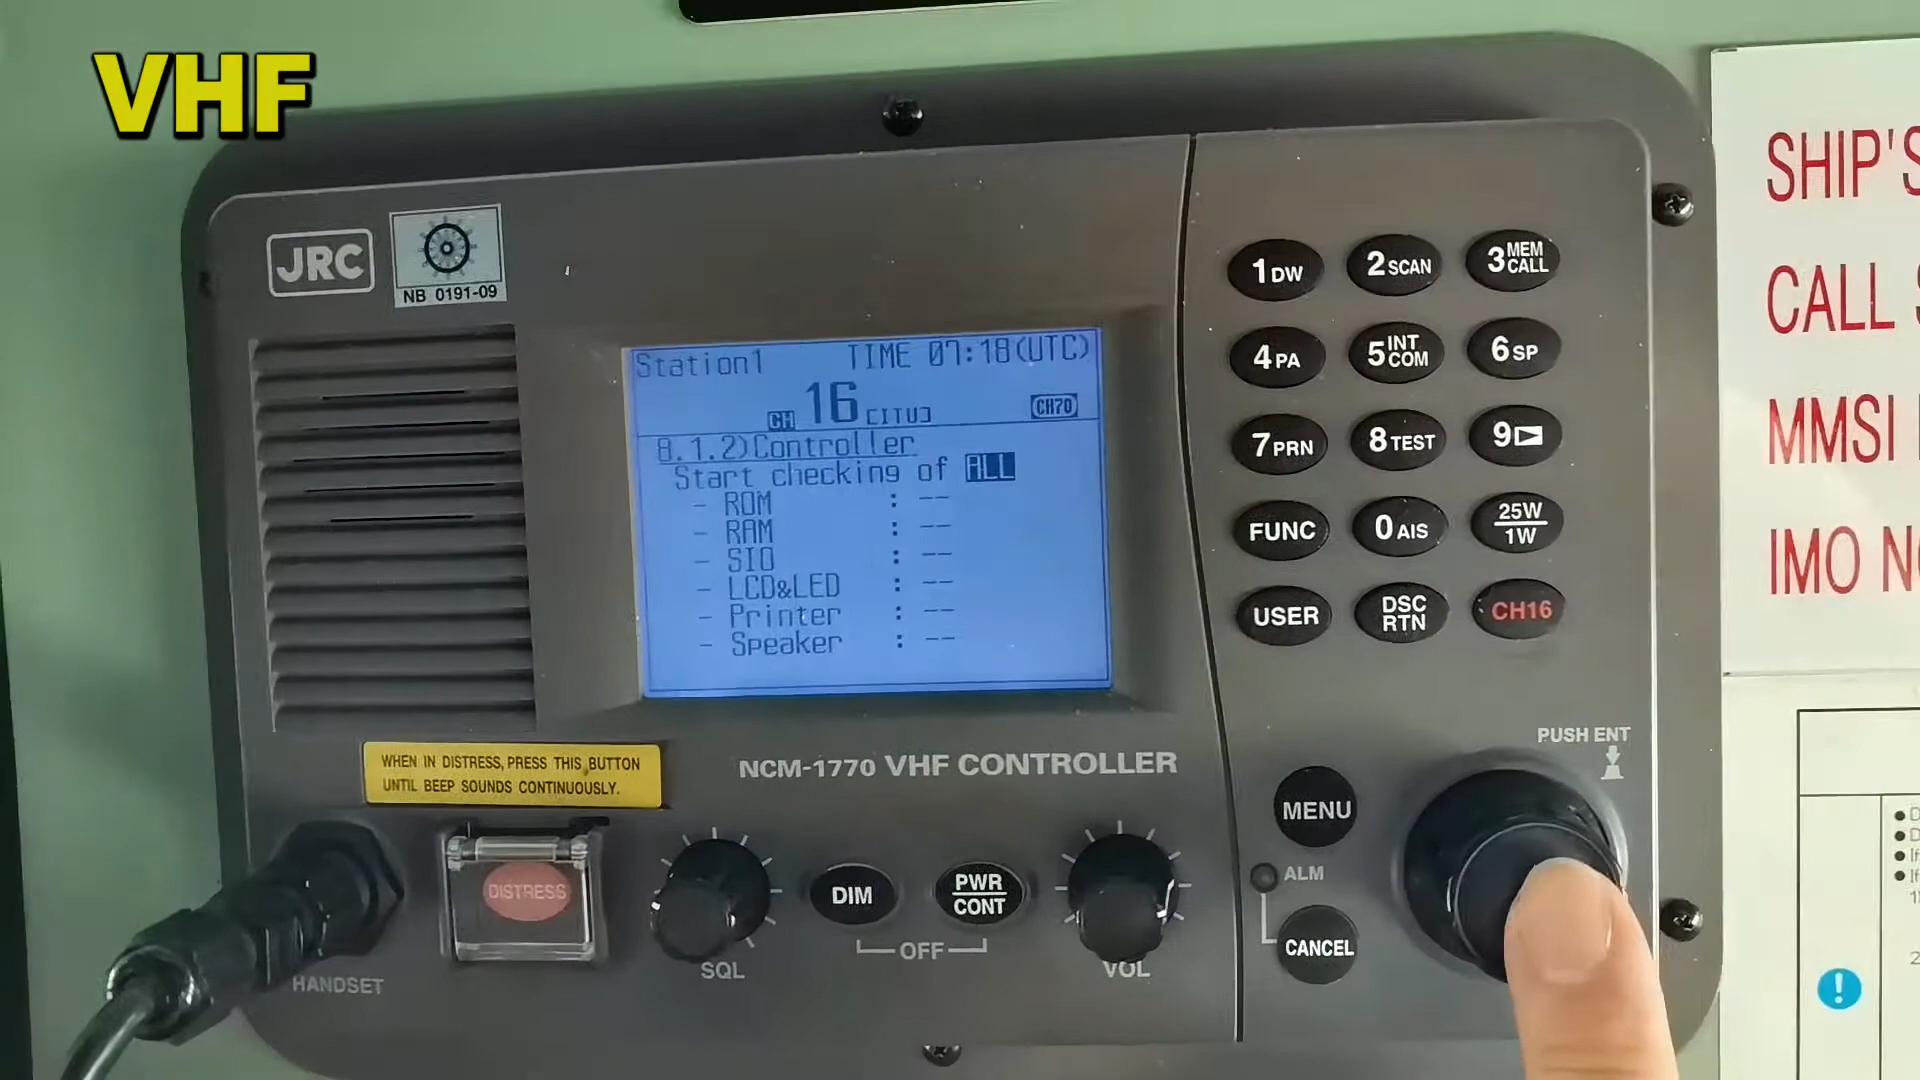 VHF
JRC
NB 0191-09
Station1 TIME 07:18(UTC)
CH 16 [ITU] CH70
8.1.2)Controller
Start checking of ALL
- ROM : --
- RAM : --
- SIO : --
- LCD&LED : --
- Printer : --
- Speaker : --
1 DW
2 SCAN
3 MEM CALL
4 PA
5 INT COM
6 SP
7 PRN
8 TEST
9
FUNC
0 AIS
25W
1W
USER
DSC
RTN
CH16
WHEN IN DISTRESS, PRESS THIS BUTTON
UNTIL BEEP SOUNDS CONTINUOUSLY.
NCM-1770 VHF CONTROLLER
PUSH ENT
MENU
ALM
CANCEL
HANDSET
DISTRESS
SQL
DIM
PWR
CONT
OFF
VOL
SHIP'S
CALL
MMSI
IMO